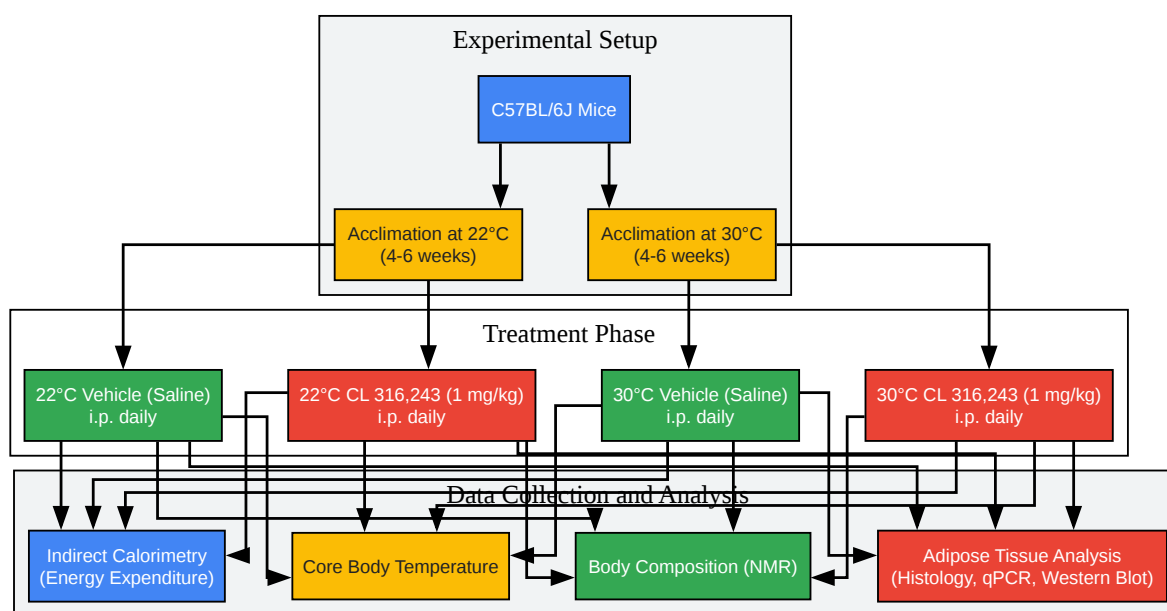 Experimental Setup
C57BL/6J Mice
Acclimation at 22°C
(4-6 weeks)
Acclimation at 30°C
(4-6 weeks)
Treatment Phase
22°C Vehicle (Saline)
i.p. daily
22°C CL 316,243 (1 mg/kg)
i.p. daily
30°C Vehicle (Saline)
i.p. daily
30°C CL 316,243 (1 mg/kg)
i.p. daily
Data Collection and Analysis
Indirect Calorimetry
(Energy Expenditure)
Core Body Temperature
Body Composition (NMR)
Adipose Tissue Analysis
(Histology, qPCR, Western Blot)